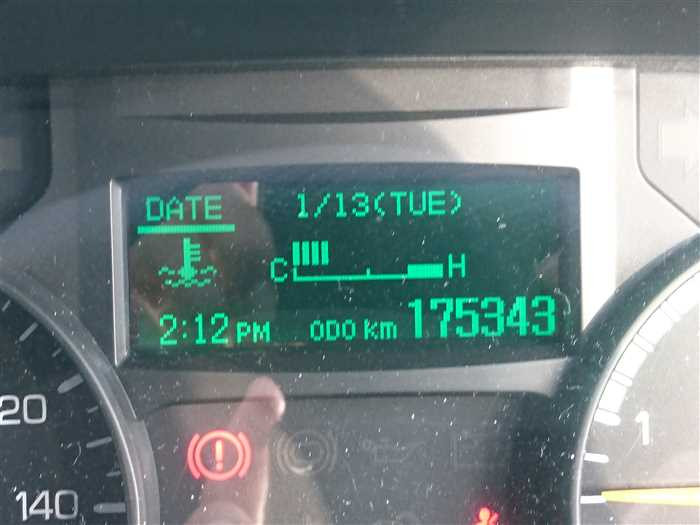 DATE 1/13(TUE)
C H
2:12 PM ODO km 175343
20 1
140